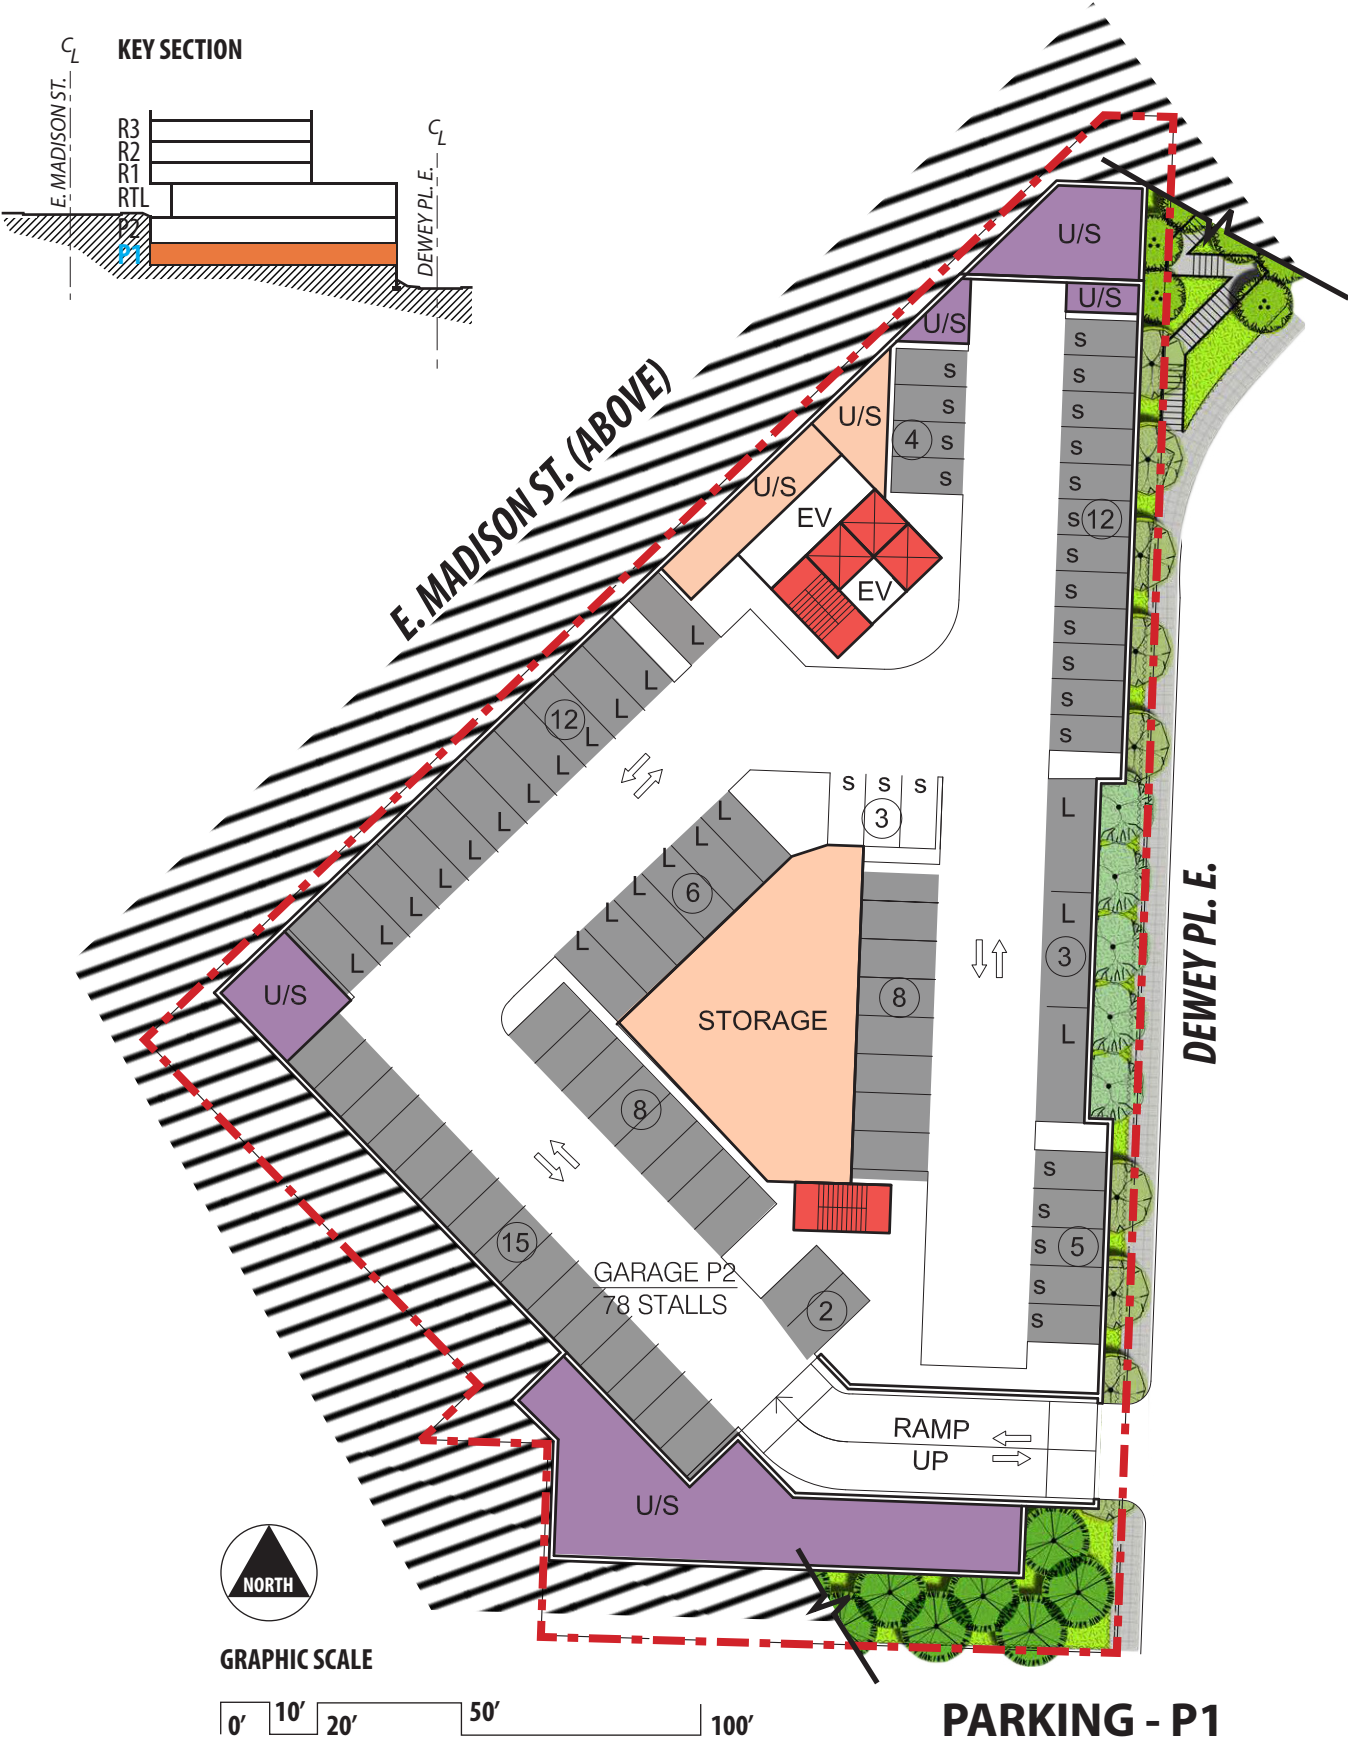 KEY SECTION
CL
E. MADISON ST.
R3
R2
R1
RTL
P2
P1
CL
DEWEY PL. E.
U/S
U/S
U/S
S
S
S
S
4
S
S
S
S
S
S
12
S
S
S
S
S
S
S
U/S
U/S
EV
EV
E. MADISON ST. (ABOVE)
L
L
L
12
L
L
L
L
L
L
L
L
L
S
S
S
3
L
L
L
L
L
L
6
L
L
3
L
8
STORAGE
U/S
8
DEWEY PL. E.
15
GARAGE P2
78 STALLS
2
S
S
S
5
S
S
RAMP
UP
U/S
NORTH
GRAPHIC SCALE
0' 10' 20' 50' 100'
PARKING - P1